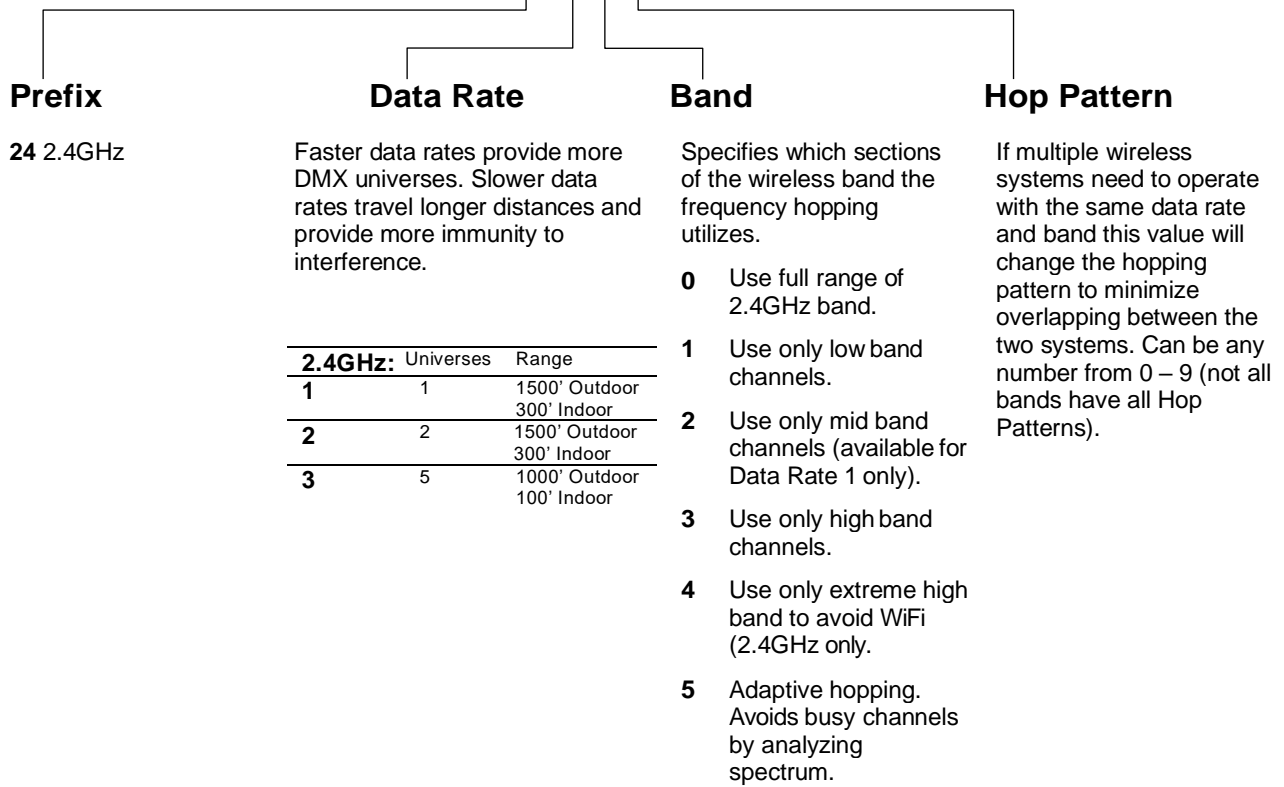 Prefix
24 2.4GHz
Data Rate
Faster data rates provide more
DMX universes. Slower data
rates travel longer distances and
provide more immunity to
interference.
2.4GHz: Universes Range
1 1 1500’ Outdoor
300’ Indoor
2 2 1500’ Outdoor
300’ Indoor
3 5 1000’ Outdoor
100’ Indoor
Band
Specifies which sections
of the wireless band the
frequency hopping
utilizes.
0 Use full range of
2.4GHz band.
1 Use only low band
channels.
2 Use only mid band
channels (available for
Data Rate 1 only).
3 Use only high band
channels.
4 Use only extreme high
band to avoid WiFi
(2.4GHz only.
5 Adaptive hopping.
Avoids busy channels
by analyzing
spectrum.
Hop Pattern
If multiple wireless
systems need to operate
with the same data rate
and band this value will
change the hopping
pattern to minimize
overlapping between the
two systems. Can be any
number from 0 – 9 (not all
bands have all Hop
Patterns).